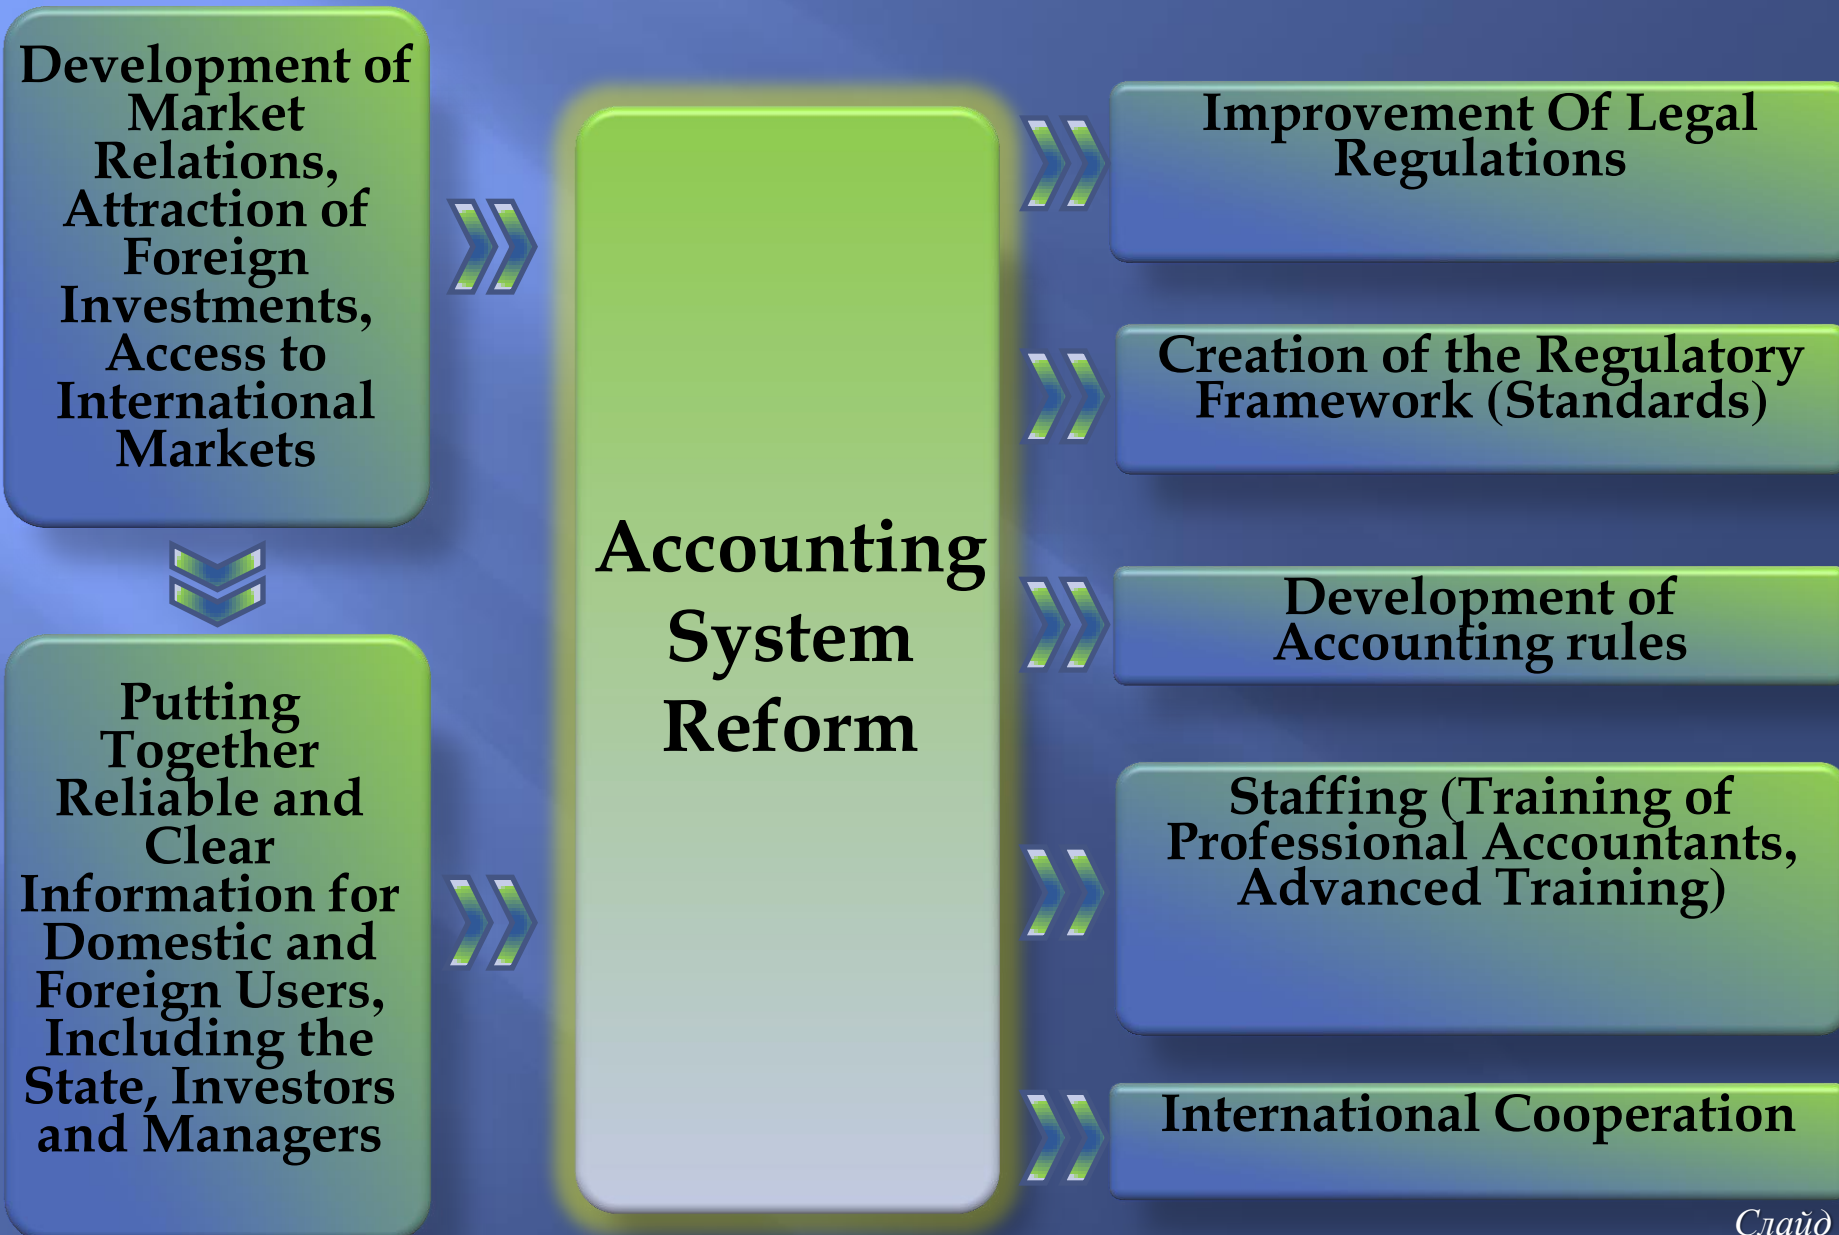 Development of
Market
Relations,
Attraction of
Foreign
Investments,
Access to
International
Markets
Putting
Together
Reliable and
Clear
Information for
Domestic and
Foreign Users,
Including the
State, Investors
and Managers
Accounting
System
Reform
Improvement Of Legal
Regulations
Creation of the Regulatory
Framework (Standards)
Development of
Accounting rules
Staffing (Training of
Professional Accountants,
Advanced Training)
International Cooperation
Слайд